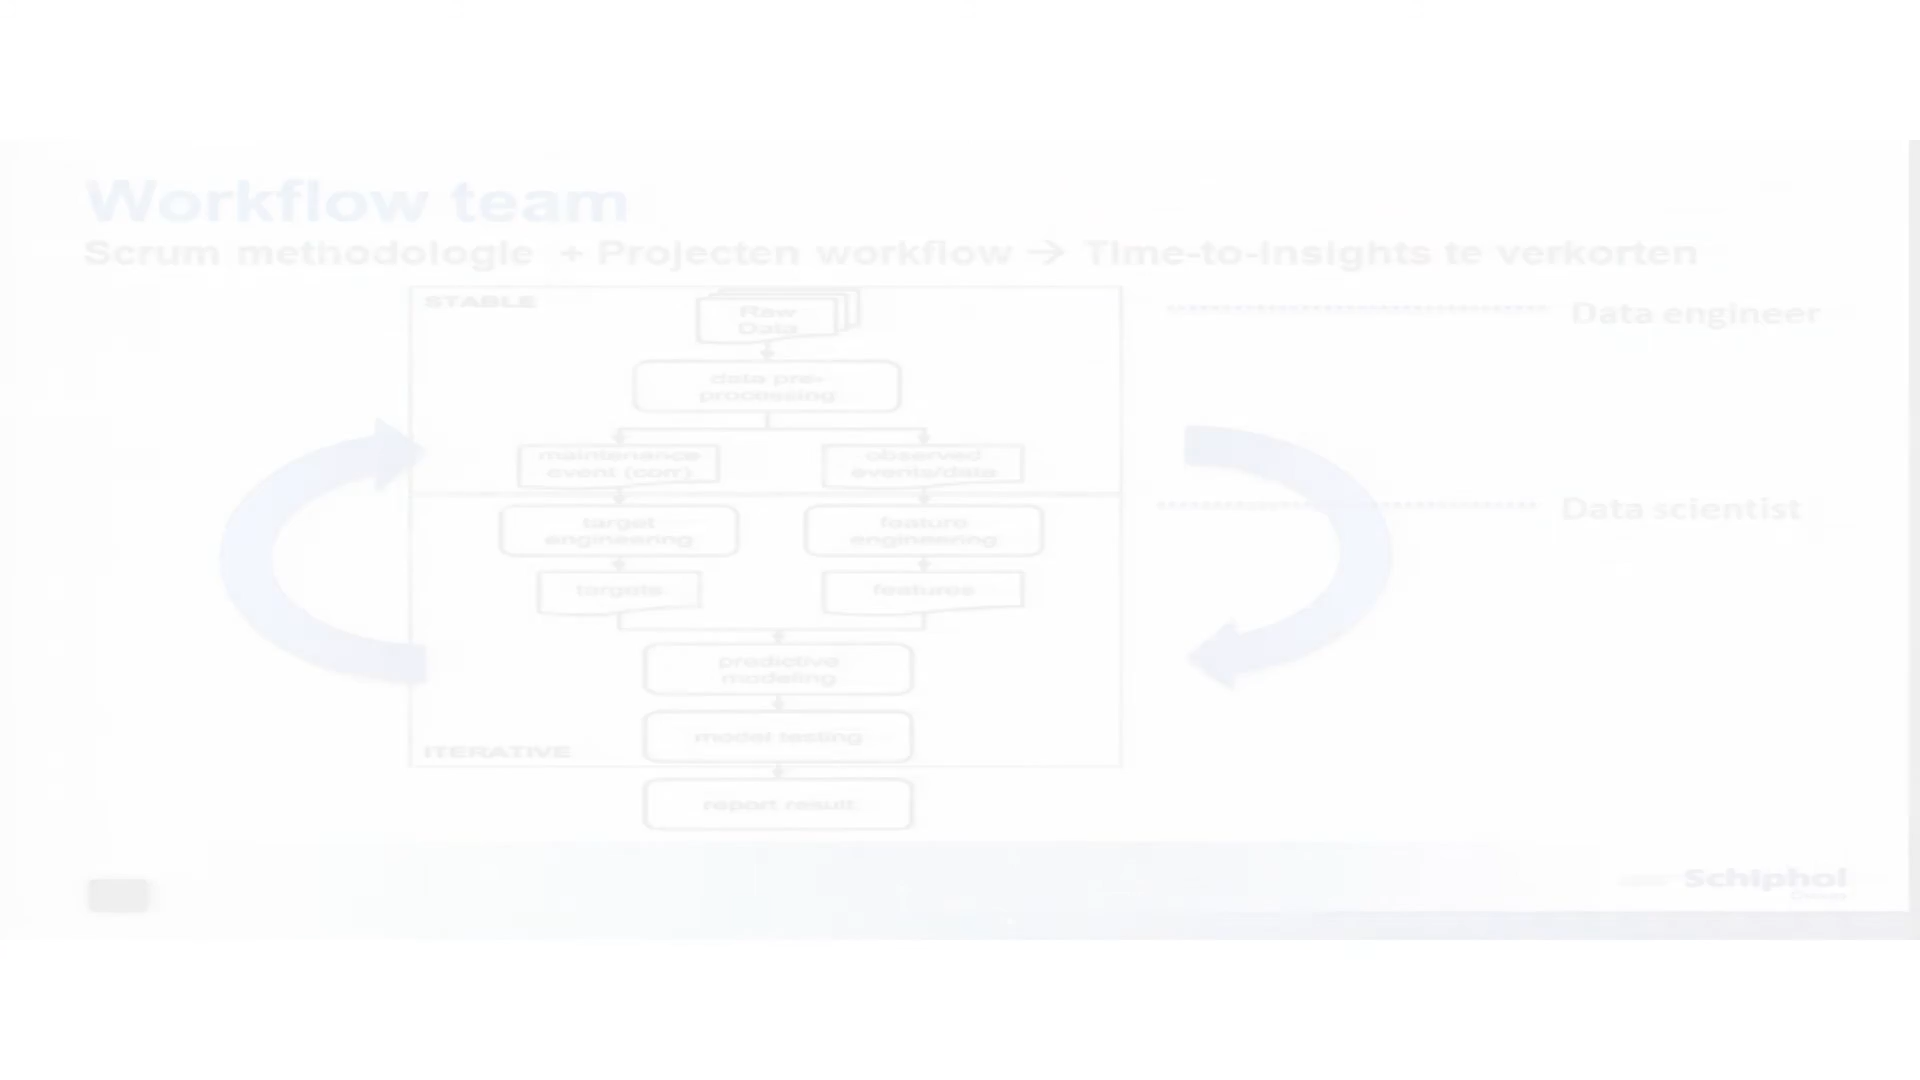 Workflow team
Scrum methodologie + Projecten workflow → Time-to-insights te verkorten
STABLE
Raw
Data
Data engineer
data pre-
processing
maintenance
event (corr)
observed
events/data
target
engineering
feature
engineering
Data scientist
targets
features
predictive
modeling
model testing
ITERATIVE
report result
Schiphol
Group